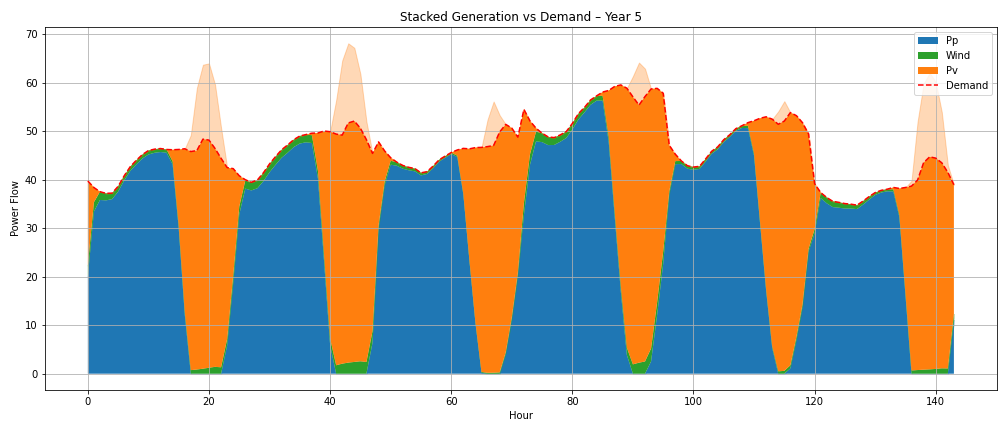 Stacked Generation vs Demand – Year 5
Power Flow
70
60
50
40
30
20
10
0
Pp
Wind
Pv
Demand
0 20 40 60 80 100 120 140
Hour